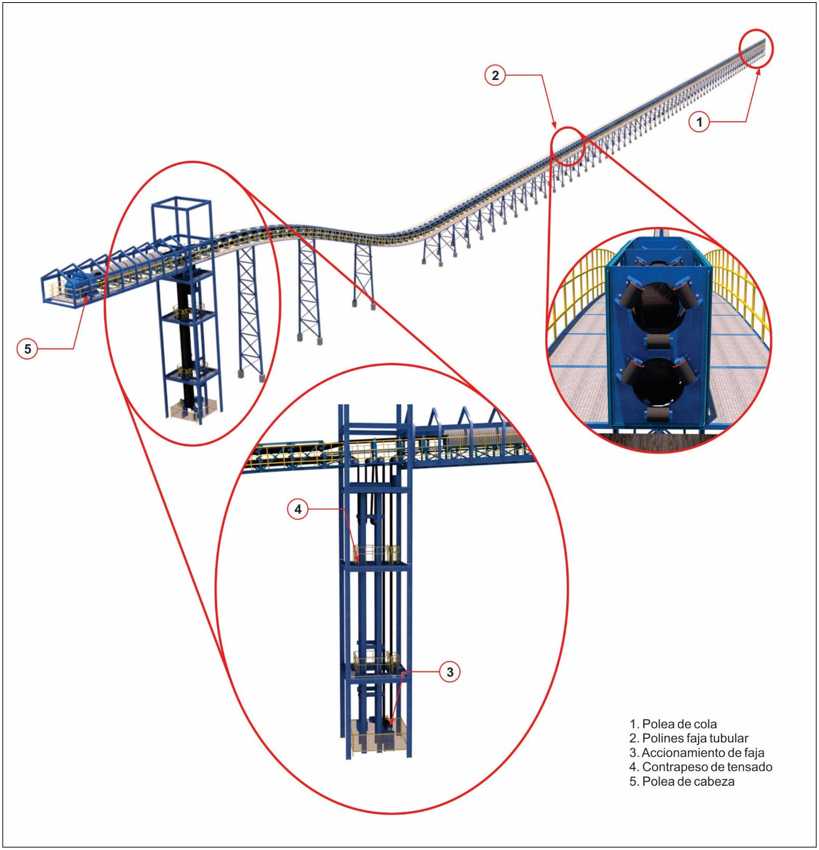 2
1
5
4
3
1. Polea de cola
2. Polines faja tubular
3. Accionamiento de faja
4. Contrapeso de tensado
5. Polea de cabeza